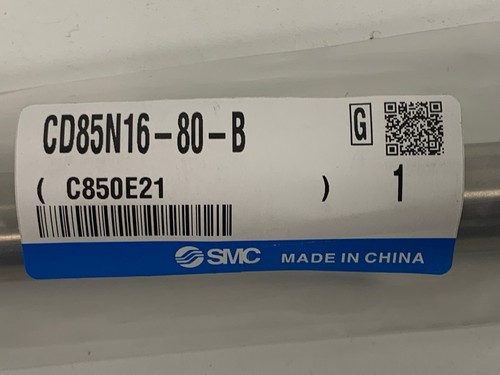 CD85N16-80-B G
( C850E21 ) 1
SMC MADE IN CHINA